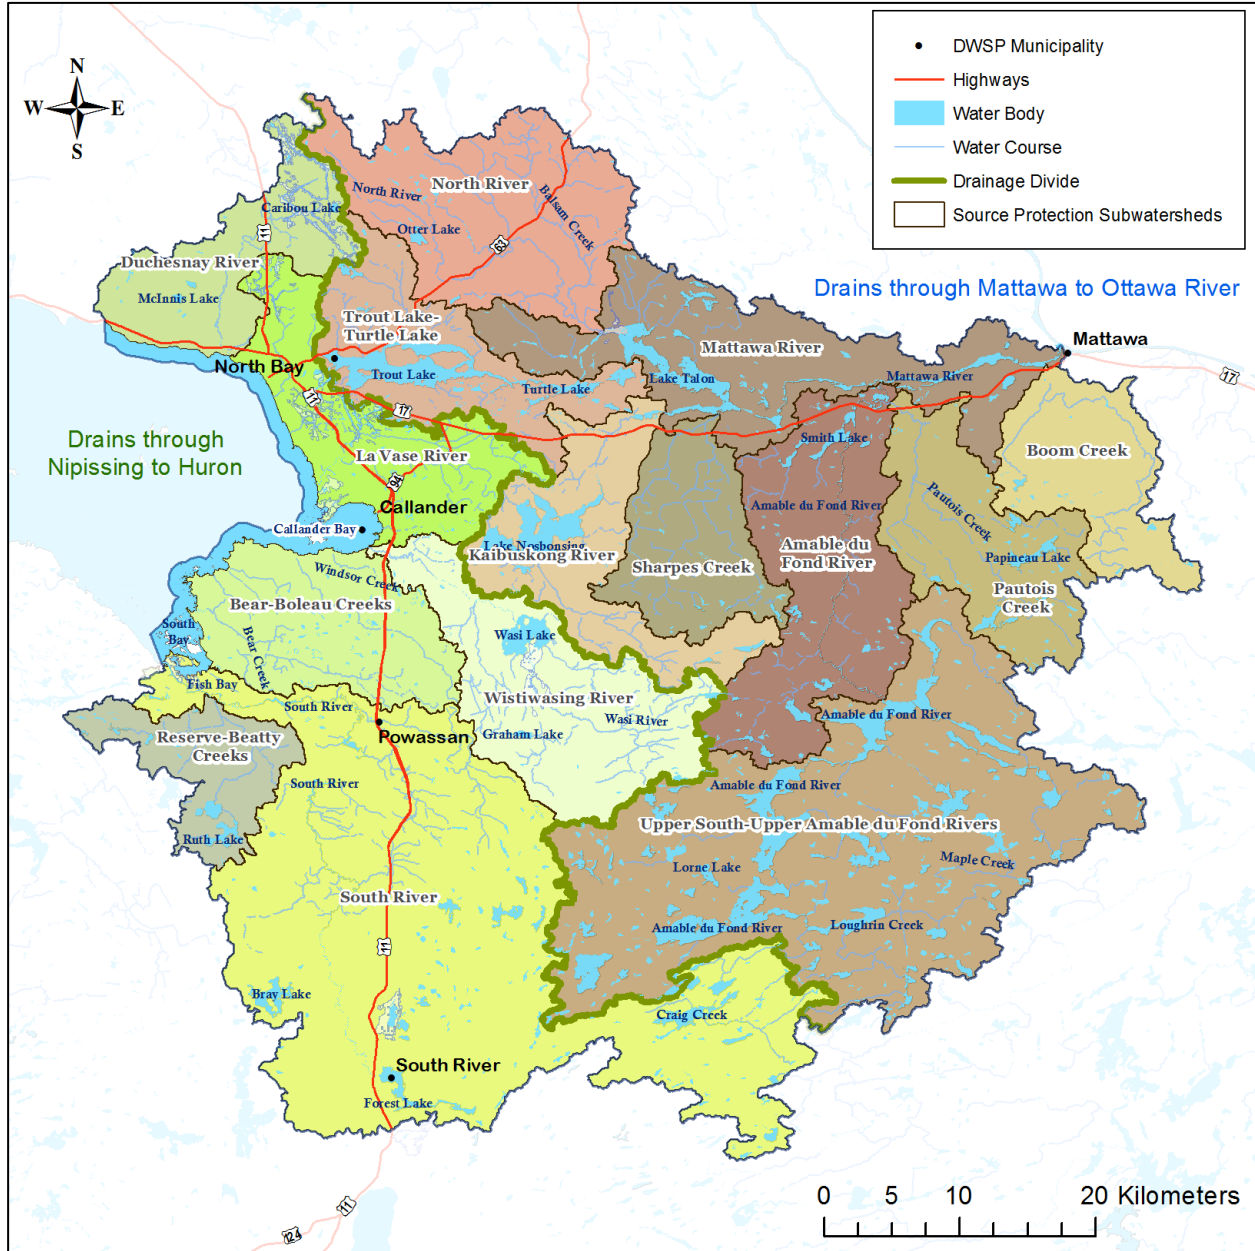 N
W E
S
DWSP Municipality
Highways
Water Body
Water Course
Drainage Divide
Source Protection Subwatersheds
North River
North River
Balsam Creek
Caribou Lake
Otter Lake
11
63
Duchesnay River
McInnis Lake
Drains through Mattawa to Ottawa River
Trout Lake-
Turtle Lake
Mattawa River
Mattawa
North Bay
Trout Lake
Turtle Lake
Lake Talon
Mattawa River
17
11
17
Drains through
Nipissing to Huron
La Vase River
94
Smith Lake
Boom Creek
Callander
Callander Bay
Amable du Fond River
Pautois Creek
Lake Nosbonsing
Kaibuskong River
Sharpes Creek
Amable du
Fond River
Papineau Lake
Pautois
Creek
Windsor Creek
Bear-Boleau Creeks
South
Bay
Bear Creek
Wasi Lake
Fish Bay
South River
Wistiwasing River
Wasi River
Graham Lake
Powassan
Reserve-Beatty
Creeks
South River
Ruth Lake
Amable du Fond River
Amable du Fond River
Upper South-Upper Amable du Fond Rivers
Lorne Lake
Maple Creek
South River
Amable du Fond River
Loughrin Creek
11
Bray Lake
Craig Creek
South River
Forest Lake
11
124
0 5 10 20 Kilometers